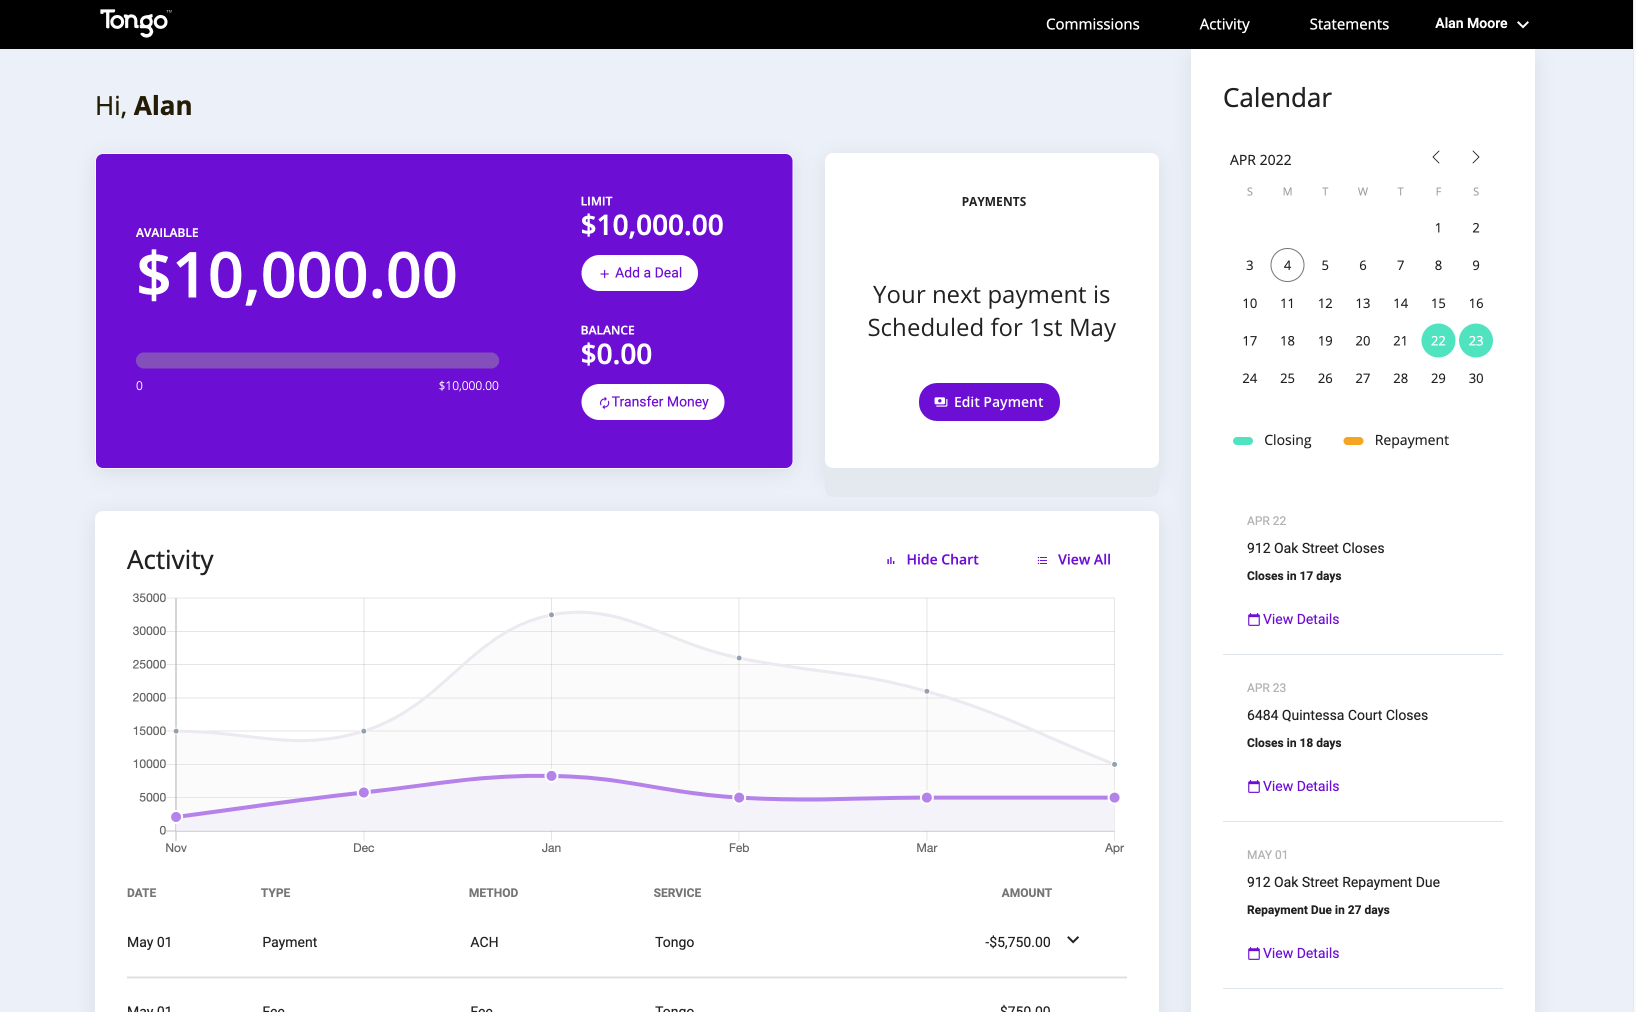 Tongo™
Commissions Activity Statements Alan Moore
Hi, Alan
AVAILABLE
$10,000.00
0 $10,000.00
LIMIT
$10,000.00
+ Add a Deal
BALANCE
$0.00
Transfer Money
PAYMENTS
Your next payment is
Scheduled for 1st May
Edit Payment
Activity
Hide Chart View All
35000
30000
25000
20000
15000
10000
5000
0
Nov Dec Jan Feb Mar Apr
DATE TYPE METHOD SERVICE AMOUNT
May 01 Payment ACH Tongo -$5,750.00
May 01 Fee Fee Tongo $750.00
Calendar
APR 2022
S M T W T F S
1 2
3 4 5 6 7 8 9
10 11 12 13 14 15 16
17 18 19 20 21 22 23
24 25 26 27 28 29 30
Closing Repayment
APR 22
912 Oak Street Closes
Closes in 17 days
View Details
APR 23
6484 Quintessa Court Closes
Closes in 18 days
View Details
MAY 01
912 Oak Street Repayment Due
Repayment Due in 27 days
View Details